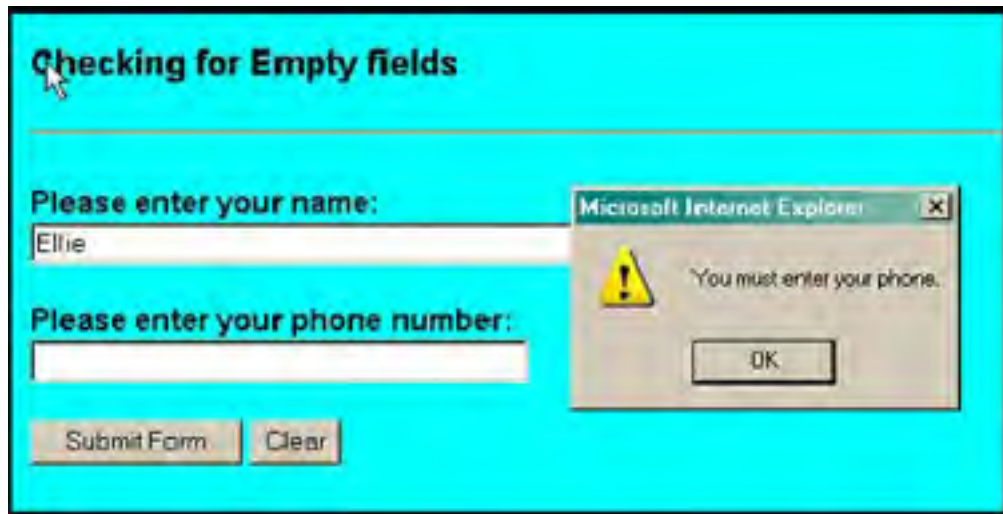 Checking for Empty fields
Please enter your name:
Ellie
Please enter your phone number:
Submit Form
Clear
Microsoft Internet Explorer
You must enter your phone.
OK